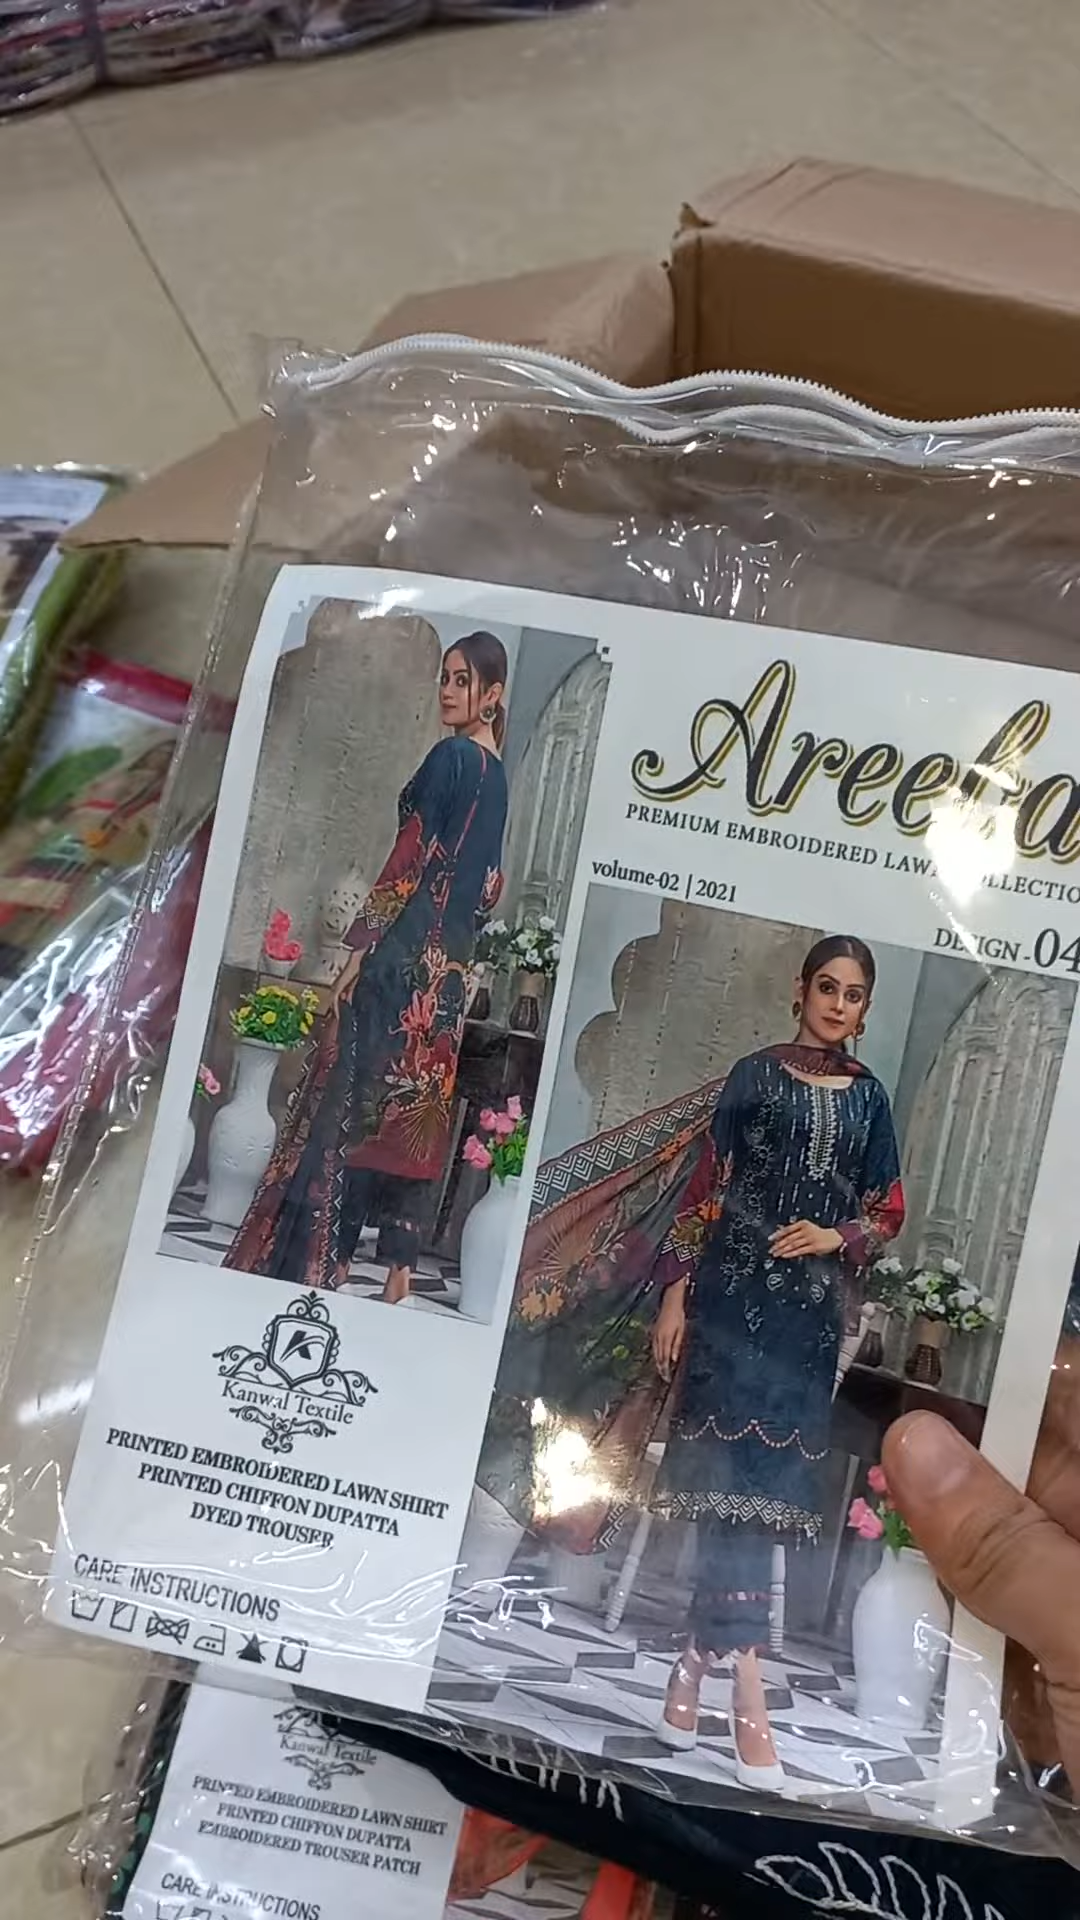 Areeba
PREMIUM EMBROIDERED LAWN COLLECTIO
volume-02 | 2021
DESIGN-04
K
Kanwal Textile
PRINTED EMBROIDERED LAWN SHIRT
PRINTED CHIFFON DUPATTA
DYED TROUSER
CARE INSTRUCTIONS
Kanwal Textile
PRINTED EMBROIDERED LAWN SHIRT
PRINTED CHIFFON DUPATTA
EMBROIDERED TROUSER PATCH
CARE INSTRUCTIONS